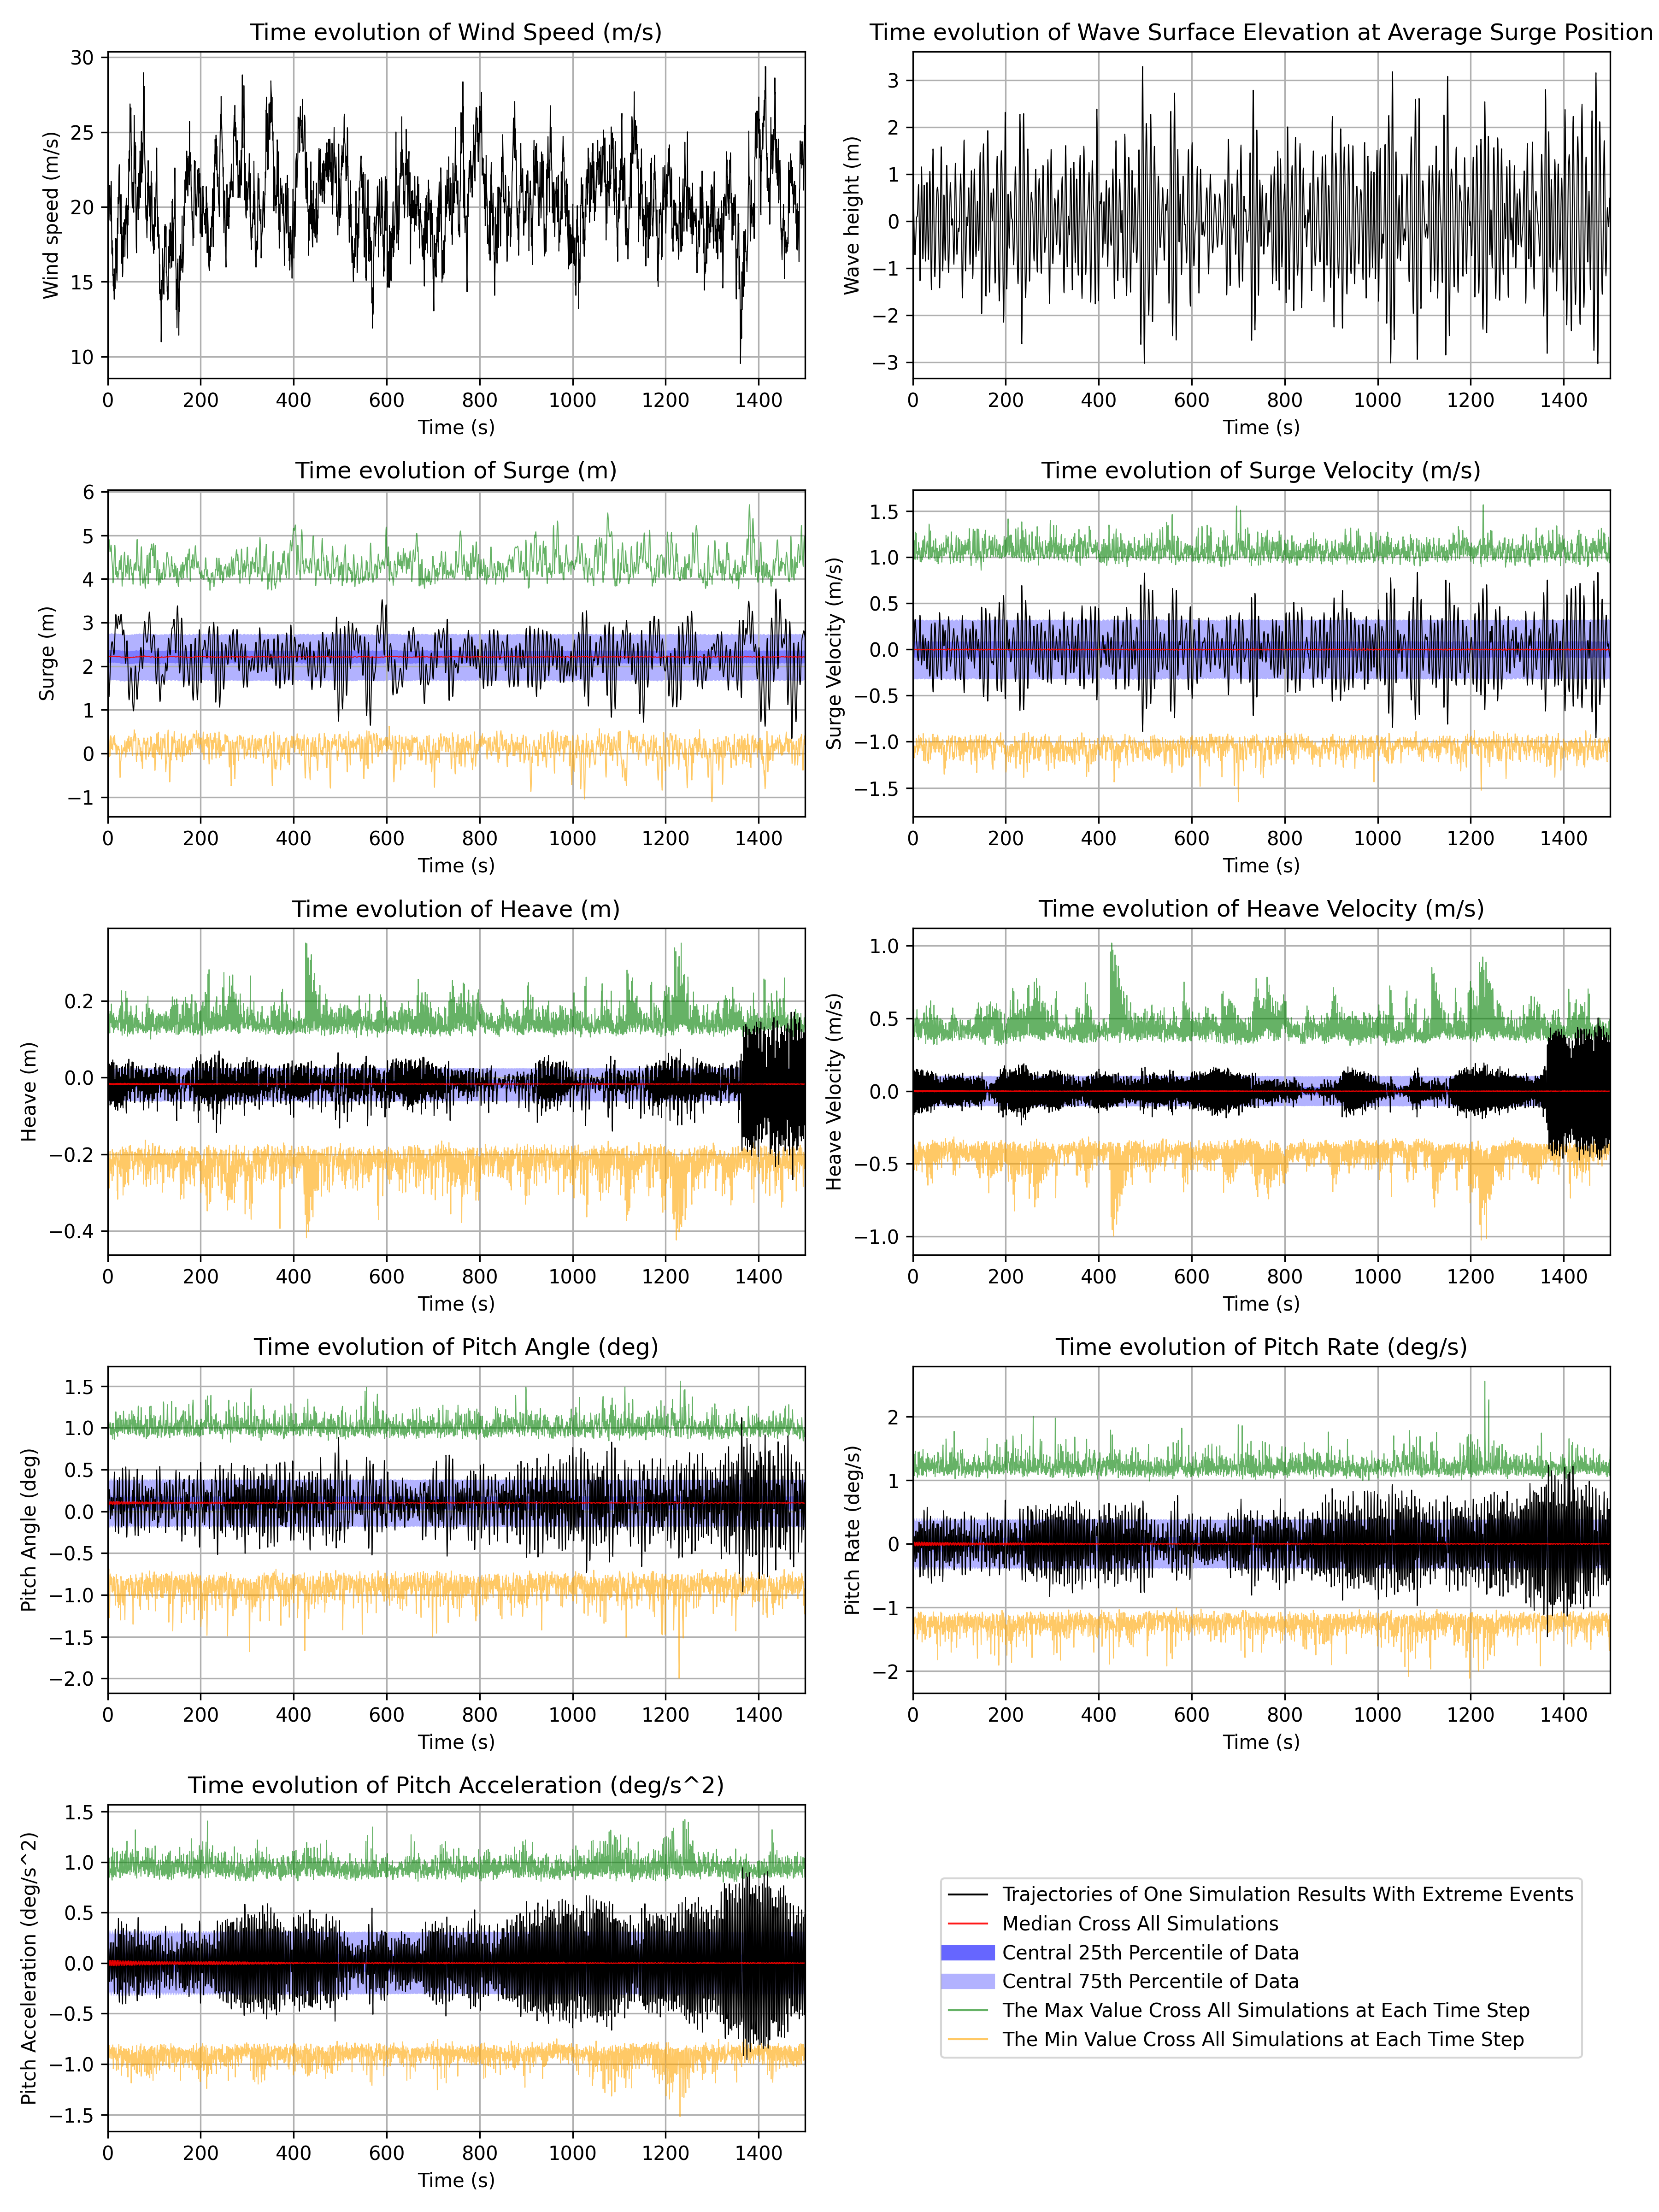 Time evolution of Wind Speed (m/s)
Wind speed (m/s)
30
25
20
15
10
0 200 400 600 800 1000 1200 1400
Time (s)
Time evolution of Wave Surface Elevation at Average Surge Position
Wave height (m)
3
2
1
0
−1
−2
−3
0 200 400 600 800 1000 1200 1400
Time (s)
Time evolution of Surge (m)
Surge (m)
6
5
4
3
2
1
0
−1
0 200 400 600 800 1000 1200 1400
Time (s)
Time evolution of Surge Velocity (m/s)
Surge Velocity (m/s)
1.5
1.0
0.5
0.0
−0.5
−1.0
−1.5
0 200 400 600 800 1000 1200 1400
Time (s)
Time evolution of Heave (m)
Heave (m)
0.2
0.0
−0.2
−0.4
0 200 400 600 800 1000 1200 1400
Time (s)
Time evolution of Heave Velocity (m/s)
Heave Velocity (m/s)
1.0
0.5
0.0
−0.5
−1.0
0 200 400 600 800 1000 1200 1400
Time (s)
Time evolution of Pitch Angle (deg)
Pitch Angle (deg)
1.5
1.0
0.5
0.0
−0.5
−1.0
−1.5
−2.0
0 200 400 600 800 1000 1200 1400
Time (s)
Time evolution of Pitch Rate (deg/s)
Pitch Rate (deg/s)
2
1
0
−1
−2
0 200 400 600 800 1000 1200 1400
Time (s)
Time evolution of Pitch Acceleration (deg/s^2)
Pitch Acceleration (deg/s^2)
1.5
1.0
0.5
0.0
−0.5
−1.0
−1.5
0 200 400 600 800 1000 1200 1400
Time (s)
Trajectories of One Simulation Results With Extreme Events
Median Cross All Simulations
Central 25th Percentile of Data
Central 75th Percentile of Data
The Max Value Cross All Simulations at Each Time Step
The Min Value Cross All Simulations at Each Time Step